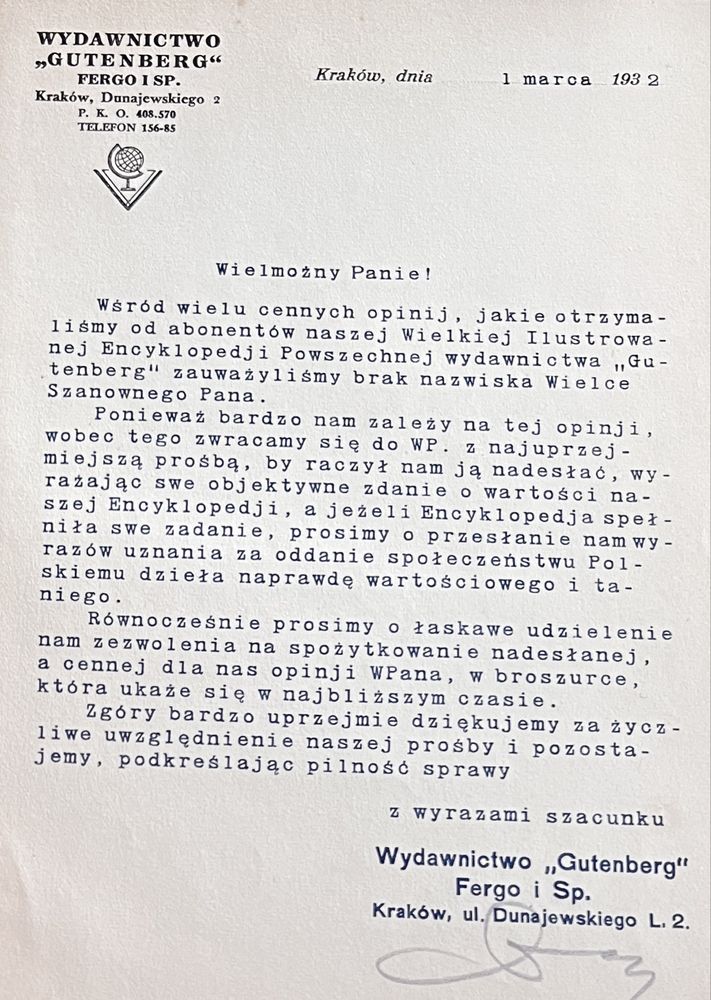 WYDAWNICTWO
„GUTENBERG“
FERGO I SP.
Kraków, Dunajewskiego 2
P. K. O. 408.570
TELEFON 156-85
Kraków, dnia 1 marca 1932
Wielmożny Panie!
Wśród wielu cennych opinij, jakie otrzyma-
liśmy od abonentów naszej Wielkiej Ilustrowa-
nej Encyklopedji Powszechnej wydawnictwa „Gu-
tenberg" zauważyliśmy brak nazwiska Wielce
Szanownego Pana.
Ponieważ bardzo nam zależy na tej opinji,
wobec tego zwracamy się do WP. z najuprzej-
miejszą prośbą, by raczył nam ją nadesłać, wy-
rażając swe objektywne zdanie o wartości na-
szej Encyklopedji, a jeżeli Encyklopedja speł-
niła swe zadanie, prosimy o przesłanie nam wy-
razów uznania za oddanie społeczeństwu Pol-
skiemu dzieła naprawdę wartościowego i ta-
niego.
Równocześnie prosimy o łaskawe udzielenie
nam zezwolenia na spożytkowanie nadesłanej,
a cennej dla nas opinji WPana, w broszurce,
która ukaże się w najbliższym czasie.
Zgóry bardzo uprzejmie dziękujemy za życz-
liwe uwzględnienie naszej prośby i pozosta-
jemy, podkreślając pilność sprawy
z wyrazami szacunku
Wydawnictwo „Gutenberg"
Fergo i Sp.
Kraków, ul. Dunajewskiego L. 2.